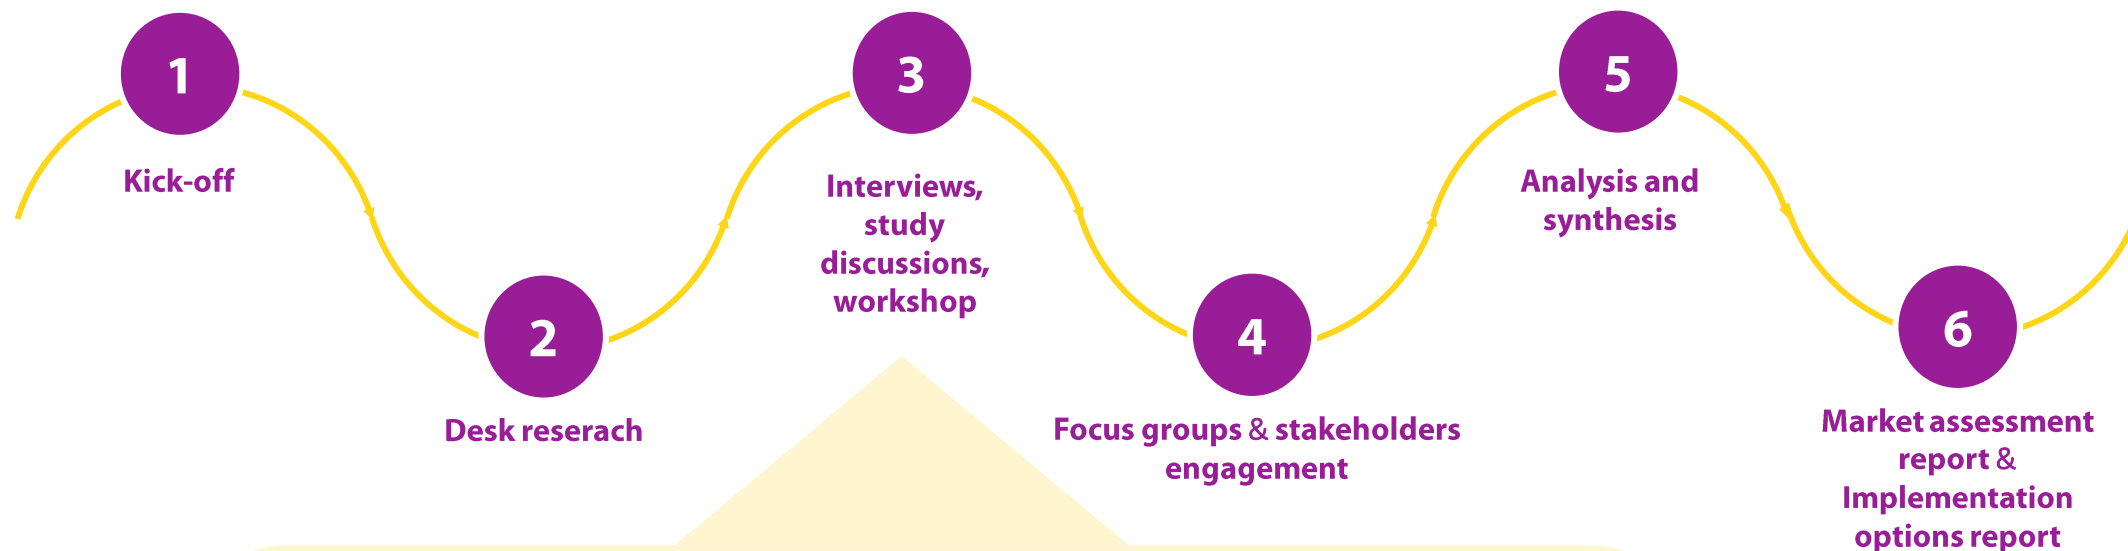 1
Kick-off
2
Desk reserach
3
Interviews,
study
discussions,
workshop
4
Focus groups & stakeholders
engagement
5
Analysis and
synthesis
6
Market assessment
report &
Implementation
options report